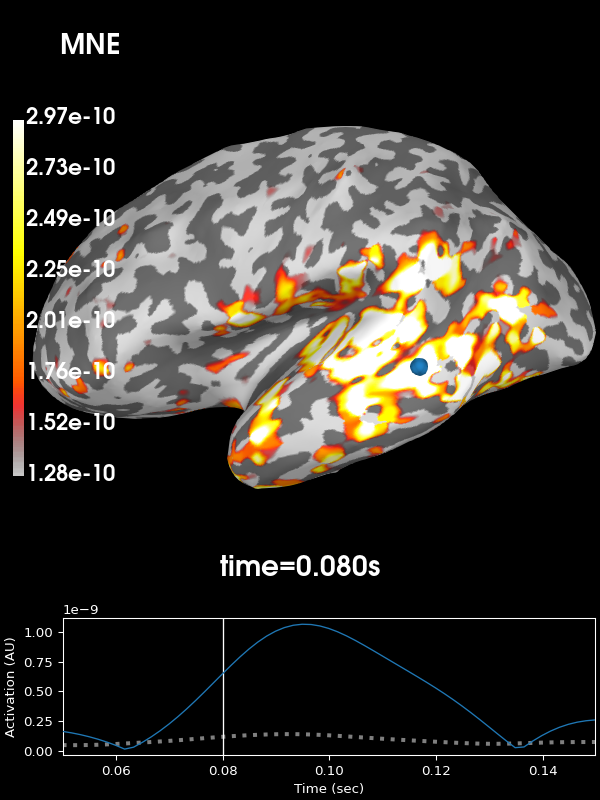 MNE
2.97e-10
2.73e-10
2.49e-10
2.25e-10
2.01e-10
1.76e-10
1.52e-10
1.28e-10
time=0.080s
1e−9
1.00
0.75
0.50
0.25
0.00
Activation (AU)
0.06 0.08 0.10 0.12 0.14
Time (sec)